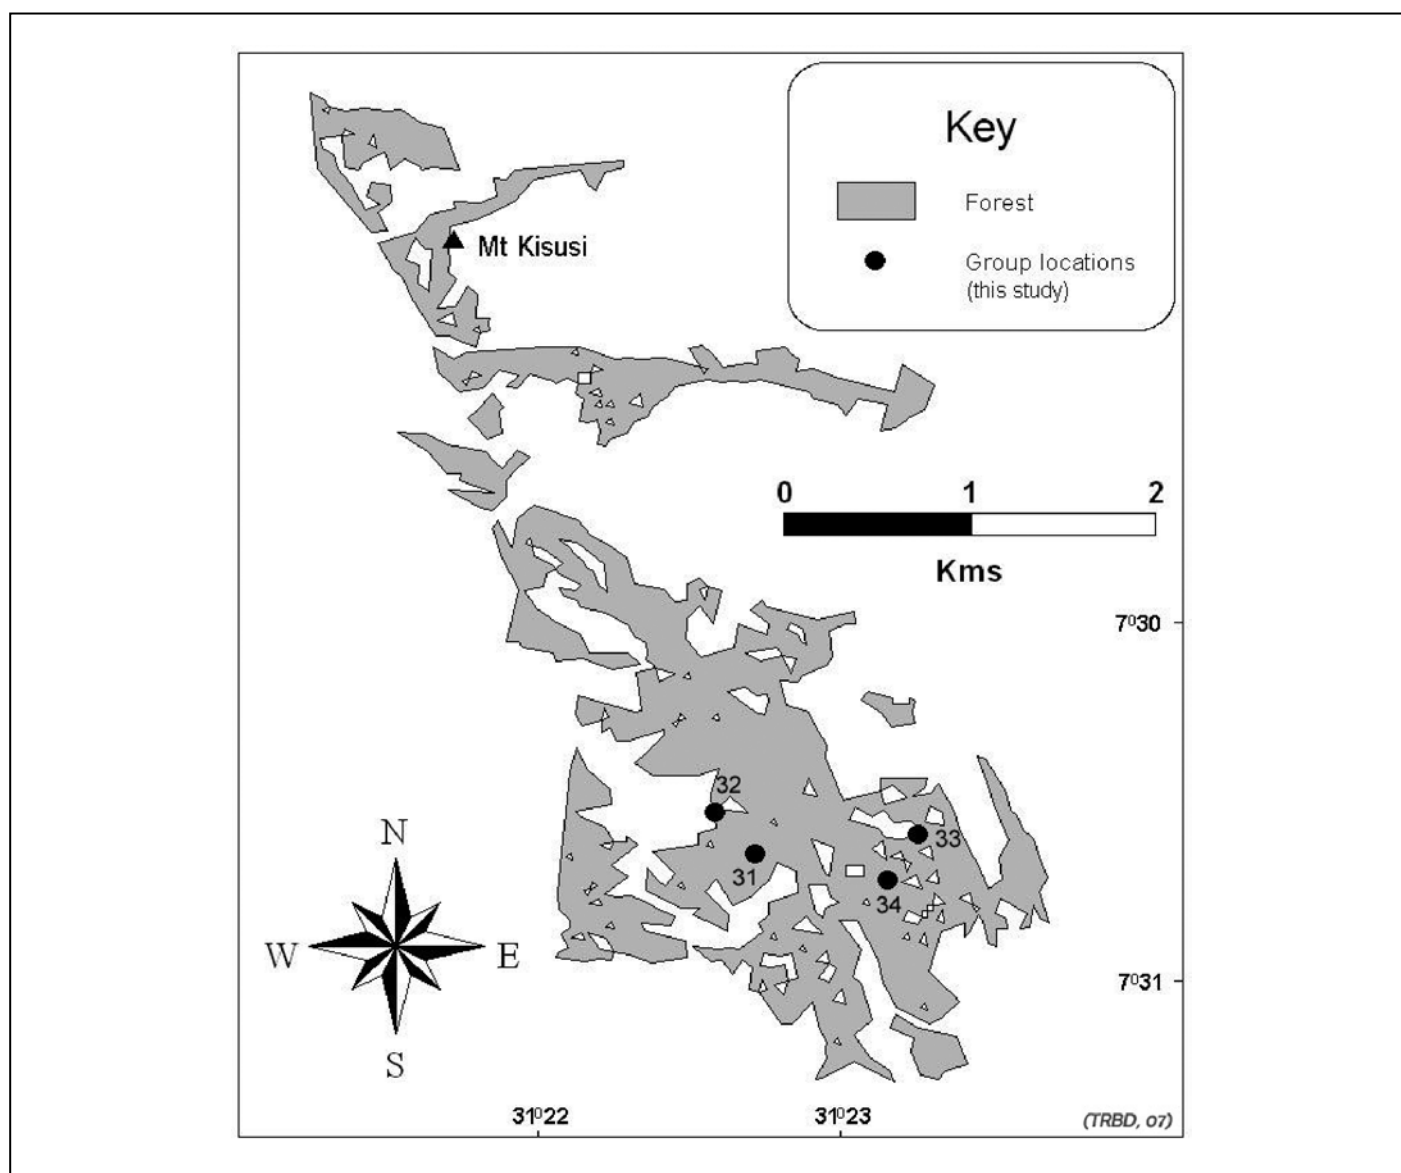 Key
Forest
Group locations
(this study)
Mt Kisusi
0 1 2
Kms
7⁰30
32
33
31
34
N
W E
S
7⁰31
31⁰22 31⁰23
(TRBD, 07)